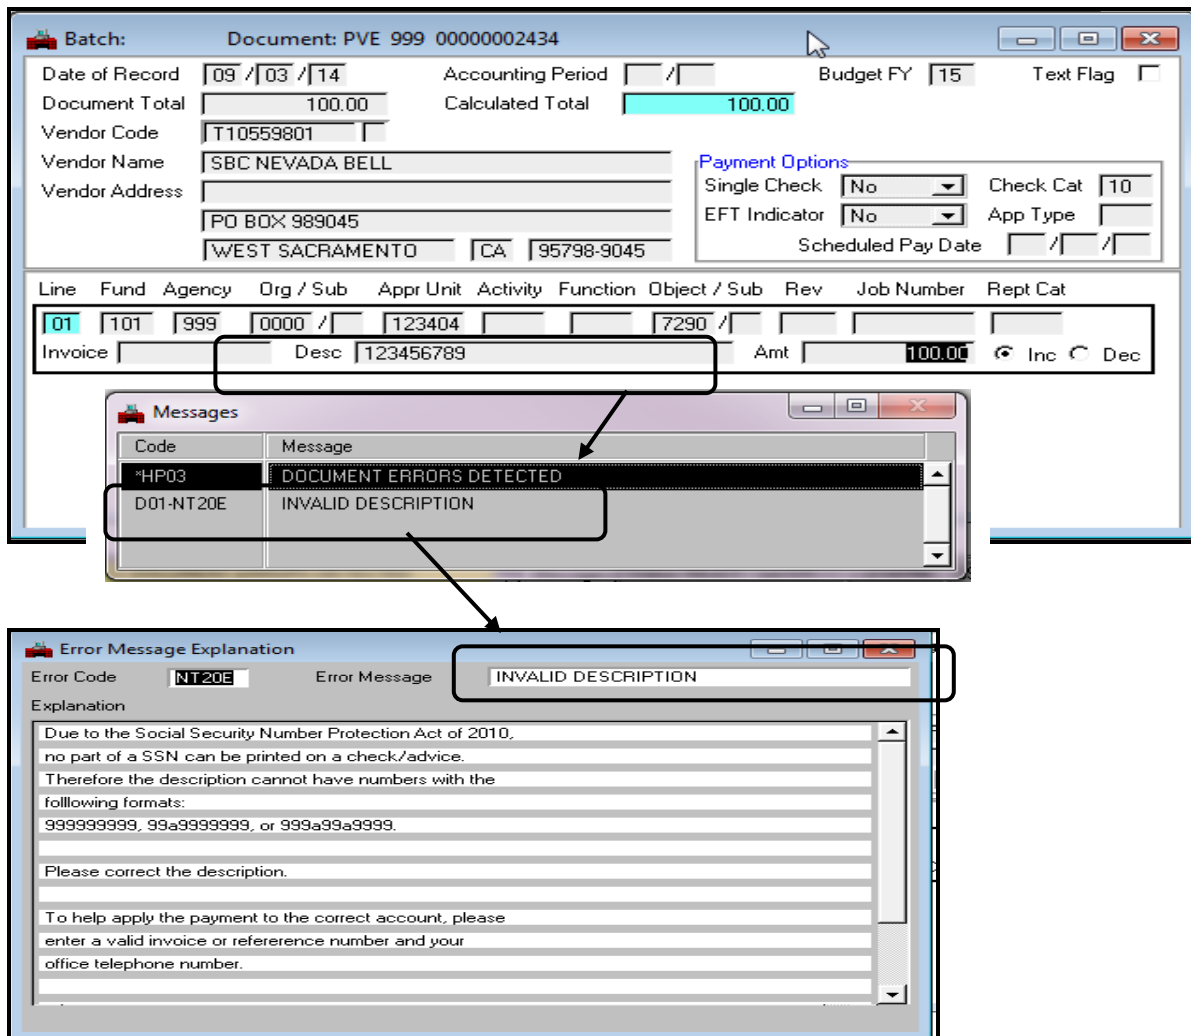 Batch: Document: PVE 999 00000002434
Date of Record 09 / 03 / 14 Accounting Period / Budget FY 15 Text Flag
Document Total 100.00 Calculated Total 100.00
Vendor Code T10559801
Vendor Name SBC NEVADA BELL
Vendor Address
PO BOX 989045
WEST SACRAMENTO CA 95798-9045
Payment Options
Single Check No Check Cat 10
EFT Indicator No App Type
Scheduled Pay Date / /
Line Fund Agency Org / Sub Appr Unit Activity Function Object / Sub Rev Job Number Rept Cat
01 101 999 0000 / 123404 7290 /
Invoice Desc 123456789 Amt 100.00 Inc Dec
Messages
Code Message
*HP03 DOCUMENT ERRORS DETECTED
D01-NT20E INVALID DESCRIPTION
Error Message Explanation
Error Code NT20E Error Message INVALID DESCRIPTION
Explanation
Due to the Social Security Number Protection Act of 2010,
no part of a SSN can be printed on a check/advice.
Therefore the description cannot have numbers with the
folllowing formats:
999999999, 99a9999999, or 999a99a9999.
Please correct the description.
To help apply the payment to the correct account, please
enter a valid invoice or refererence number and your
office telephone number.